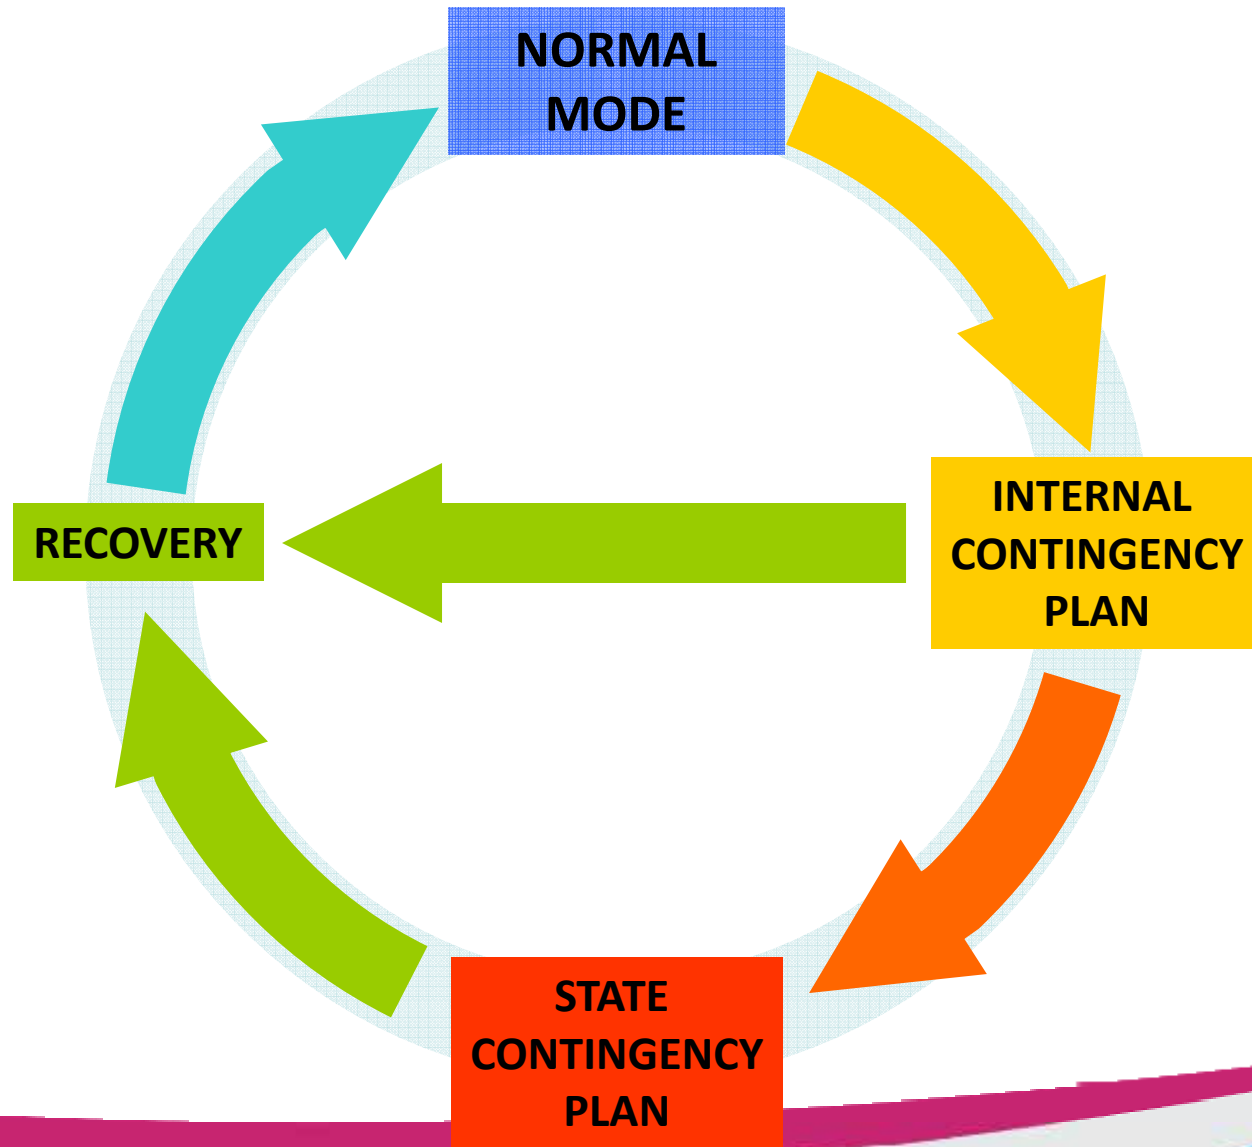 NORMAL
MODE
INTERNAL
CONTINGENCY
PLAN
RECOVERY
STATE
CONTINGENCY
PLAN